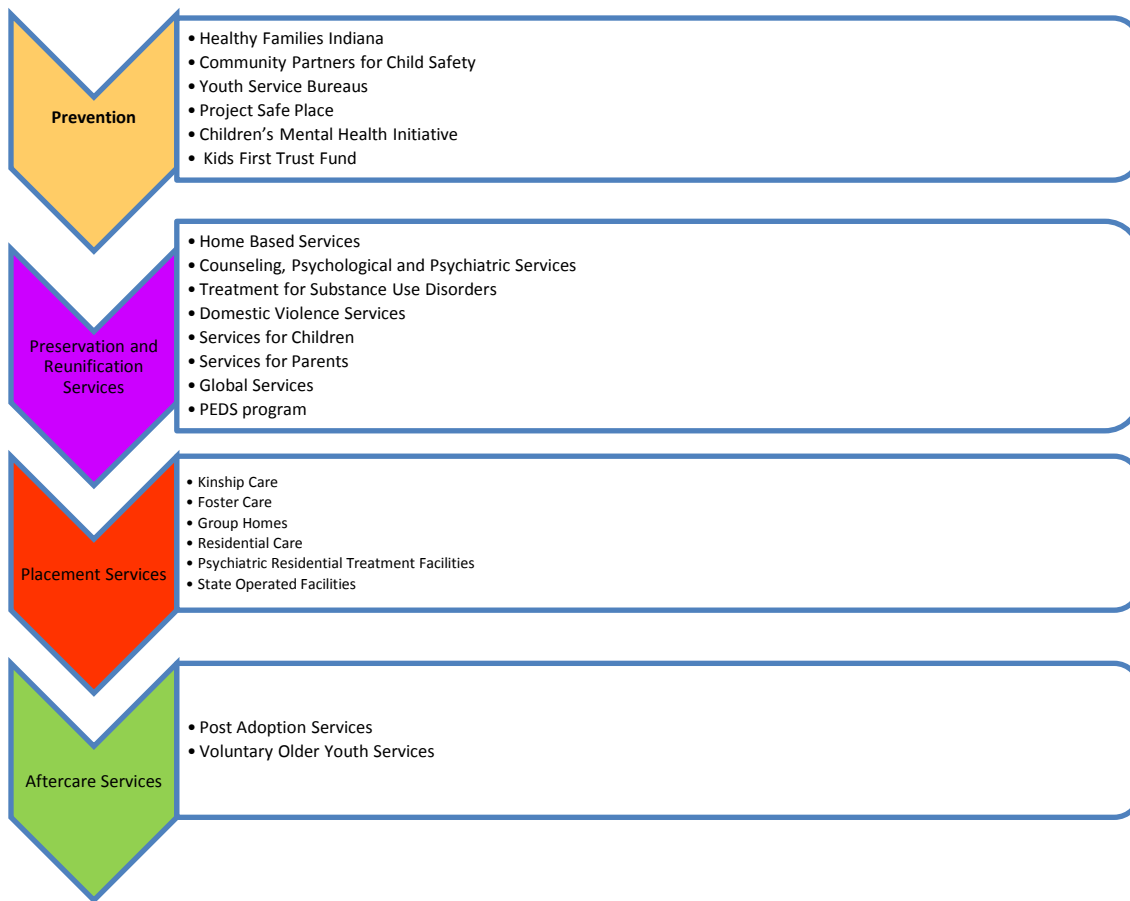 Prevention
• Healthy Families Indiana
• Community Partners for Child Safety
• Youth Service Bureaus
• Project Safe Place
• Children’s Mental Health Initiative
• Kids First Trust Fund
Preservation and
Reunification
Services
• Home Based Services
• Counseling, Psychological and Psychiatric Services
• Treatment for Substance Use Disorders
• Domestic Violence Services
• Services for Children
• Services for Parents
• Global Services
• PEDS program
Placement Services
• Kinship Care
• Foster Care
• Group Homes
• Residential Care
• Psychiatric Residential Treatment Facilities
• State Operated Facilities
Aftercare Services
• Post Adoption Services
• Voluntary Older Youth Services